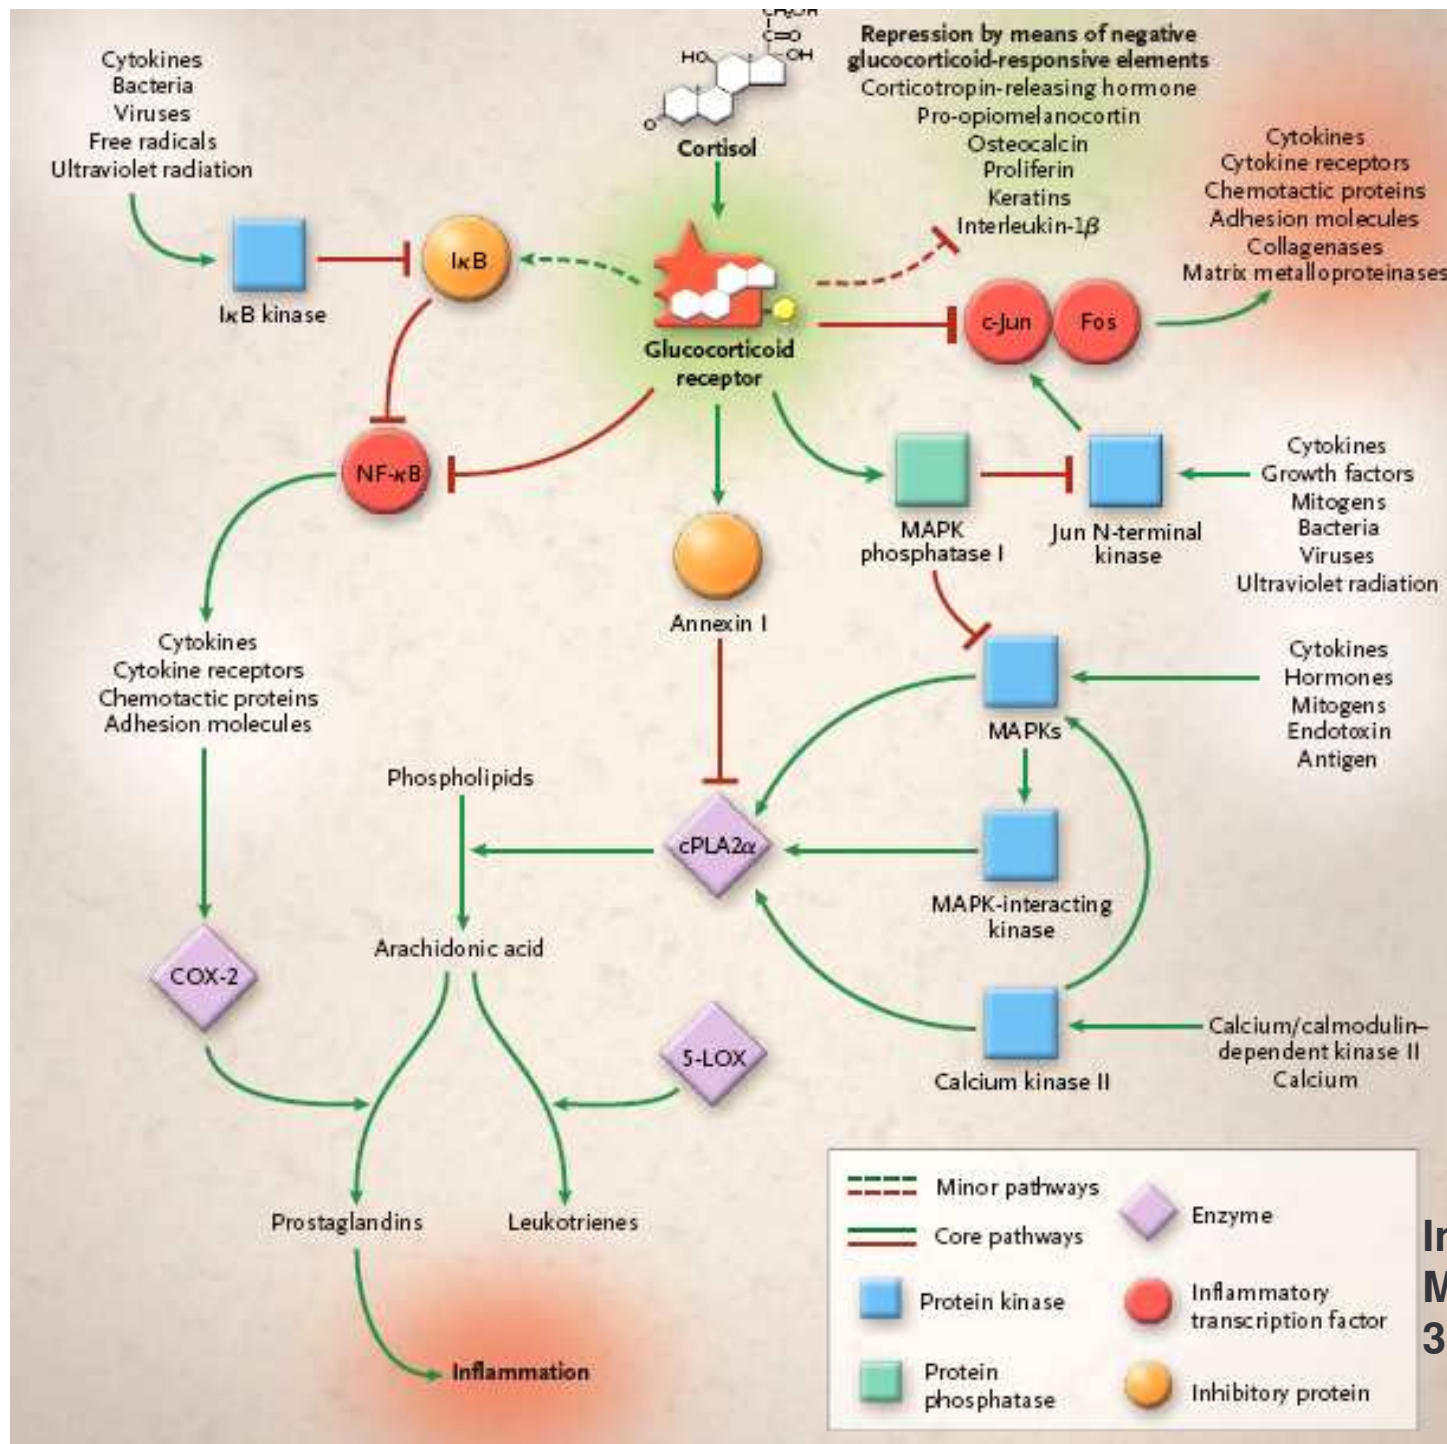 Cytokines
Bacteria
Viruses
Free radicals
Ultraviolet radiation
C=O
HO
OH
O
Cortisol
Repression by means of negative
glucocorticoid-responsive elements
Corticotropin-releasing hormone
Pro-opiomelanocortin
Osteocalcin
Proliferin
Keratins
Interleukin-1β
Cytokines
Cytokine receptors
Chemotactic proteins
Adhesion molecules
Collagenases
Matrix metalloproteinases
IκB kinase
IκB
Glucocorticoid
receptor
c-Jun
Fos
NF-κB
Annexin I
MAPK
phosphatase I
Jun N-terminal
kinase
Cytokines
Growth factors
Mitogens
Bacteria
Viruses
Ultraviolet radiation
Cytokines
Cytokine receptors
Chemotactic proteins
Adhesion molecules
MAPKs
Cytokines
Hormones
Mitogens
Endotoxin
Antigen
Phospholipids
cPLA2α
MAPK-interacting
kinase
Arachidonic acid
COX-2
5-LOX
Calcium kinase II
Calcium/calmodulin–
dependent kinase II
Calcium
Prostaglandins
Leukotrienes
Inflammation
Minor pathways
Core pathways
Protein kinase
Protein
phosphatase
Enzyme
Inflammatory
transcription factor
Inhibitory protein
M
3